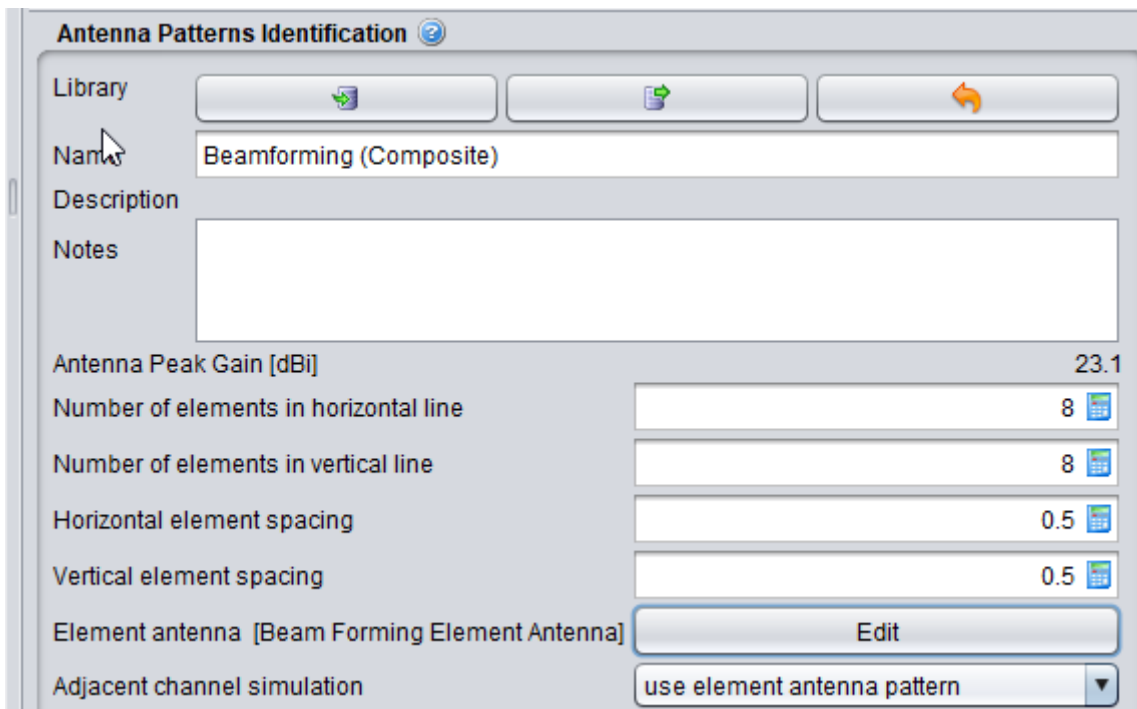 Antenna Patterns Identification
Library
Name Beamforming (Composite)
Description
Notes
Antenna Peak Gain [dBi] 23.1
Number of elements in horizontal line 8
Number of elements in vertical line 8
Horizontal element spacing 0.5
Vertical element spacing 0.5
Element antenna [Beam Forming Element Antenna] Edit
Adjacent channel simulation use element antenna pattern